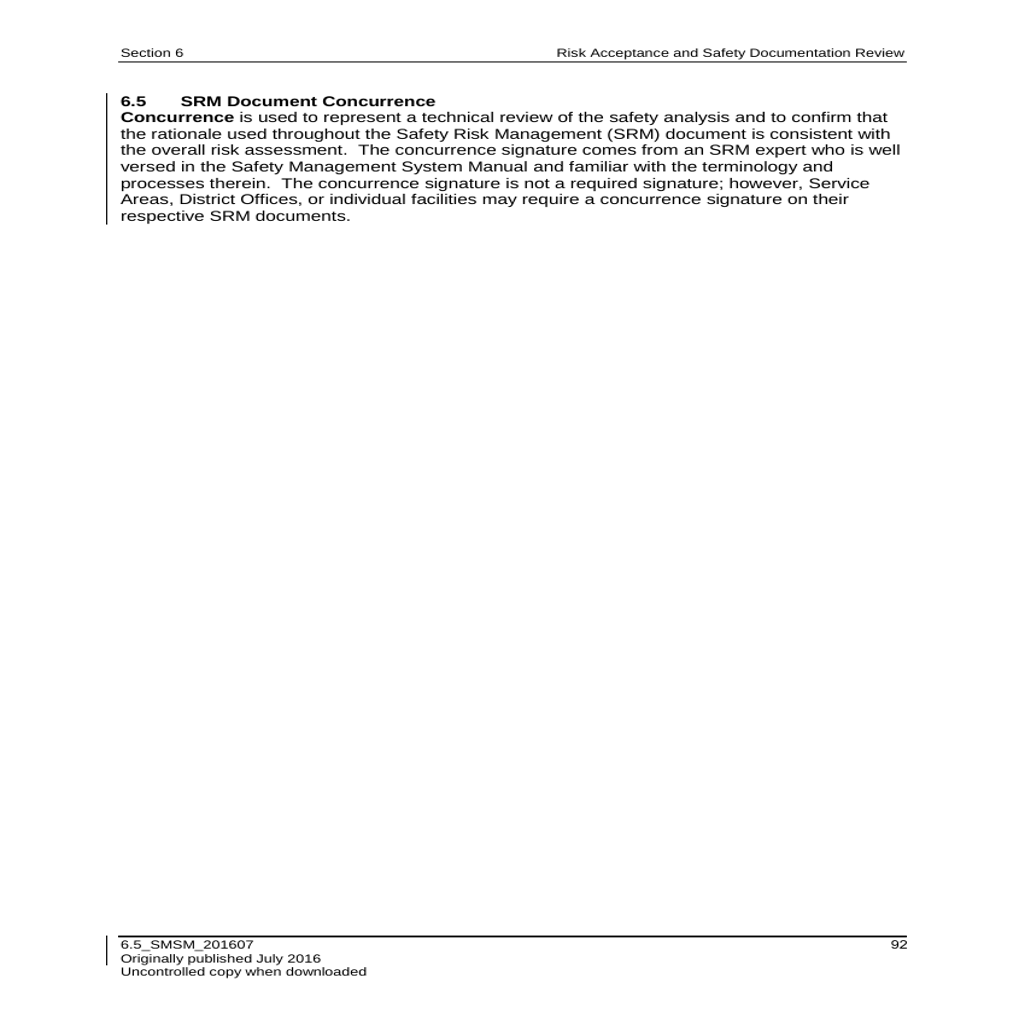 Section 6 Risk Acceptance and Safety Documentation Review
6.5 SRM Document Concurrence
Concurrence is used to represent a technical review of the safety analysis and to confirm that
the rationale used throughout the Safety Risk Management (SRM) document is consistent with
the overall risk assessment.  The concurrence signature comes from an SRM expert who is well
versed in the Safety Management System Manual and familiar with the terminology and
processes therein.  The concurrence signature is not a required signature; however, Service
Areas, District Offices, or individual facilities may require a concurrence signature on their
respective SRM documents.
6.5_SMSM_201607 92
Originally published July 2016
Uncontrolled copy when downloaded